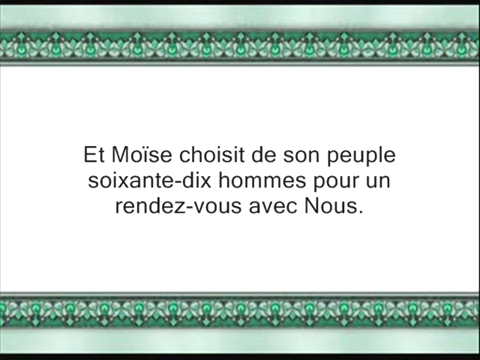 Et Moïse choisit de son peuple
soixante-dix hommes pour un
rendez-vous avec Nous.